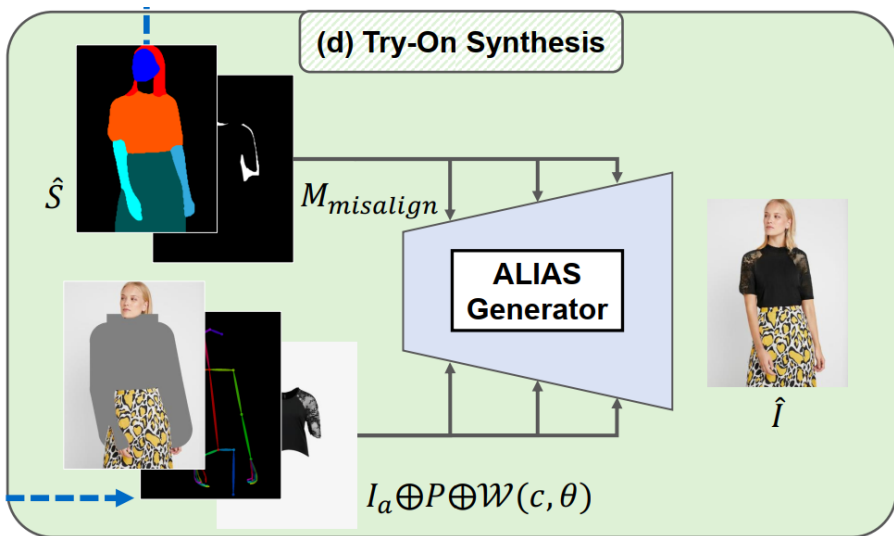 (d) Try-On Synthesis
Ŝ
M_misalign
ALIAS
Generator
Î
I_a⊕P⊕𝒲(c, θ)